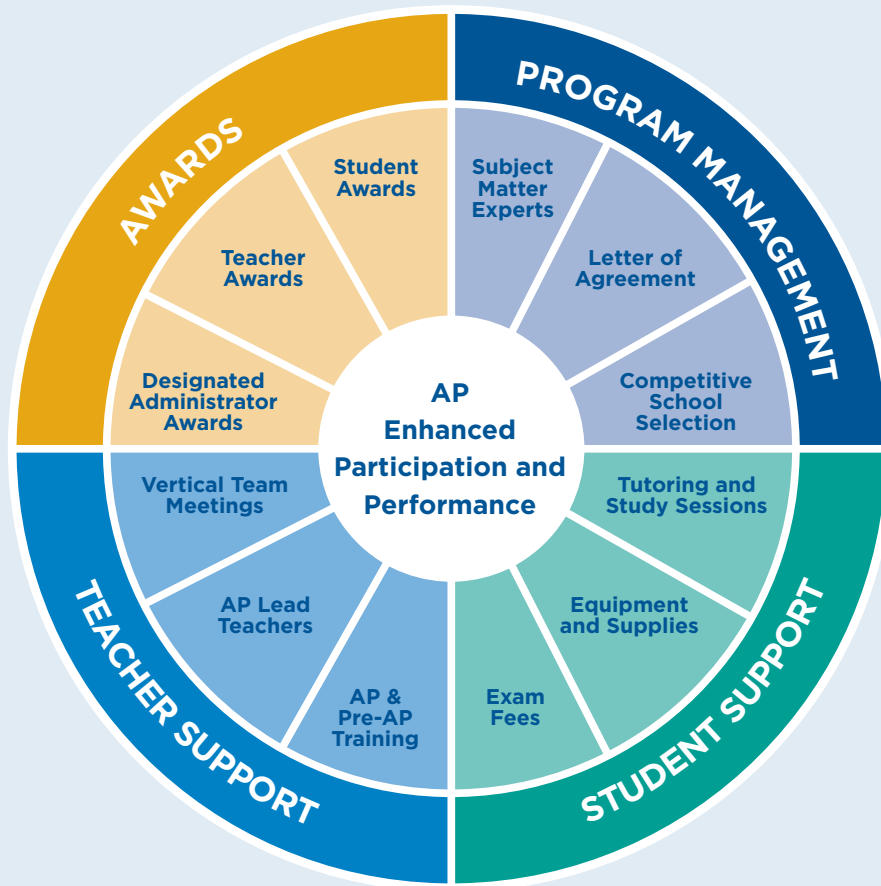 AWARDS
Student
Awards
Teacher
Awards
Designated
Administrator
Awards
PROGRAM MANAGEMENT
Subject
Matter
Experts
Letter of
Agreement
Competitive
School
Selection
AP
Enhanced
Participation and
Performance
TEACHER SUPPORT
Vertical Team
Meetings
AP Lead
Teachers
AP &
Pre-AP
Training
STUDENT SUPPORT
Tutoring and
Study Sessions
Equipment
and Supplies
Exam
Fees